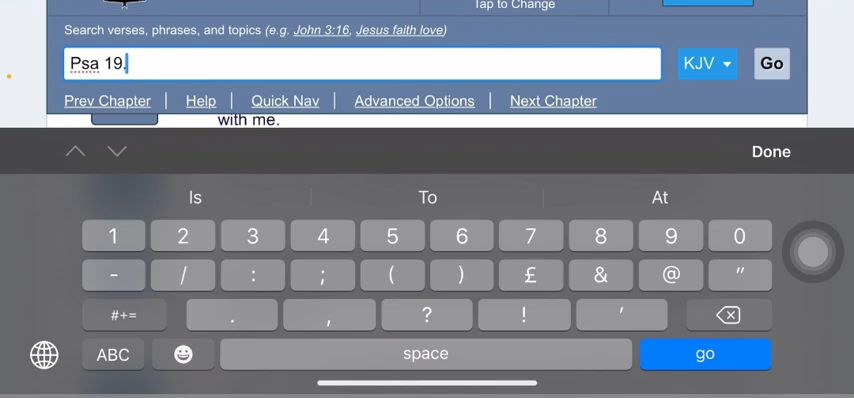 Tap to Change
Search verses, phrases, and topics (e.g. John 3:16, Jesus faith love)
Psa 19.
KJV
Go
Prev Chapter | Help | Quick Nav | Advanced Options | Next Chapter
with me.
Done
Is To At
1 2 3 4 5 6 7 8 9 0
- / : ; ( ) £ & @ "
#+= . , ? ! ’
ABC space go